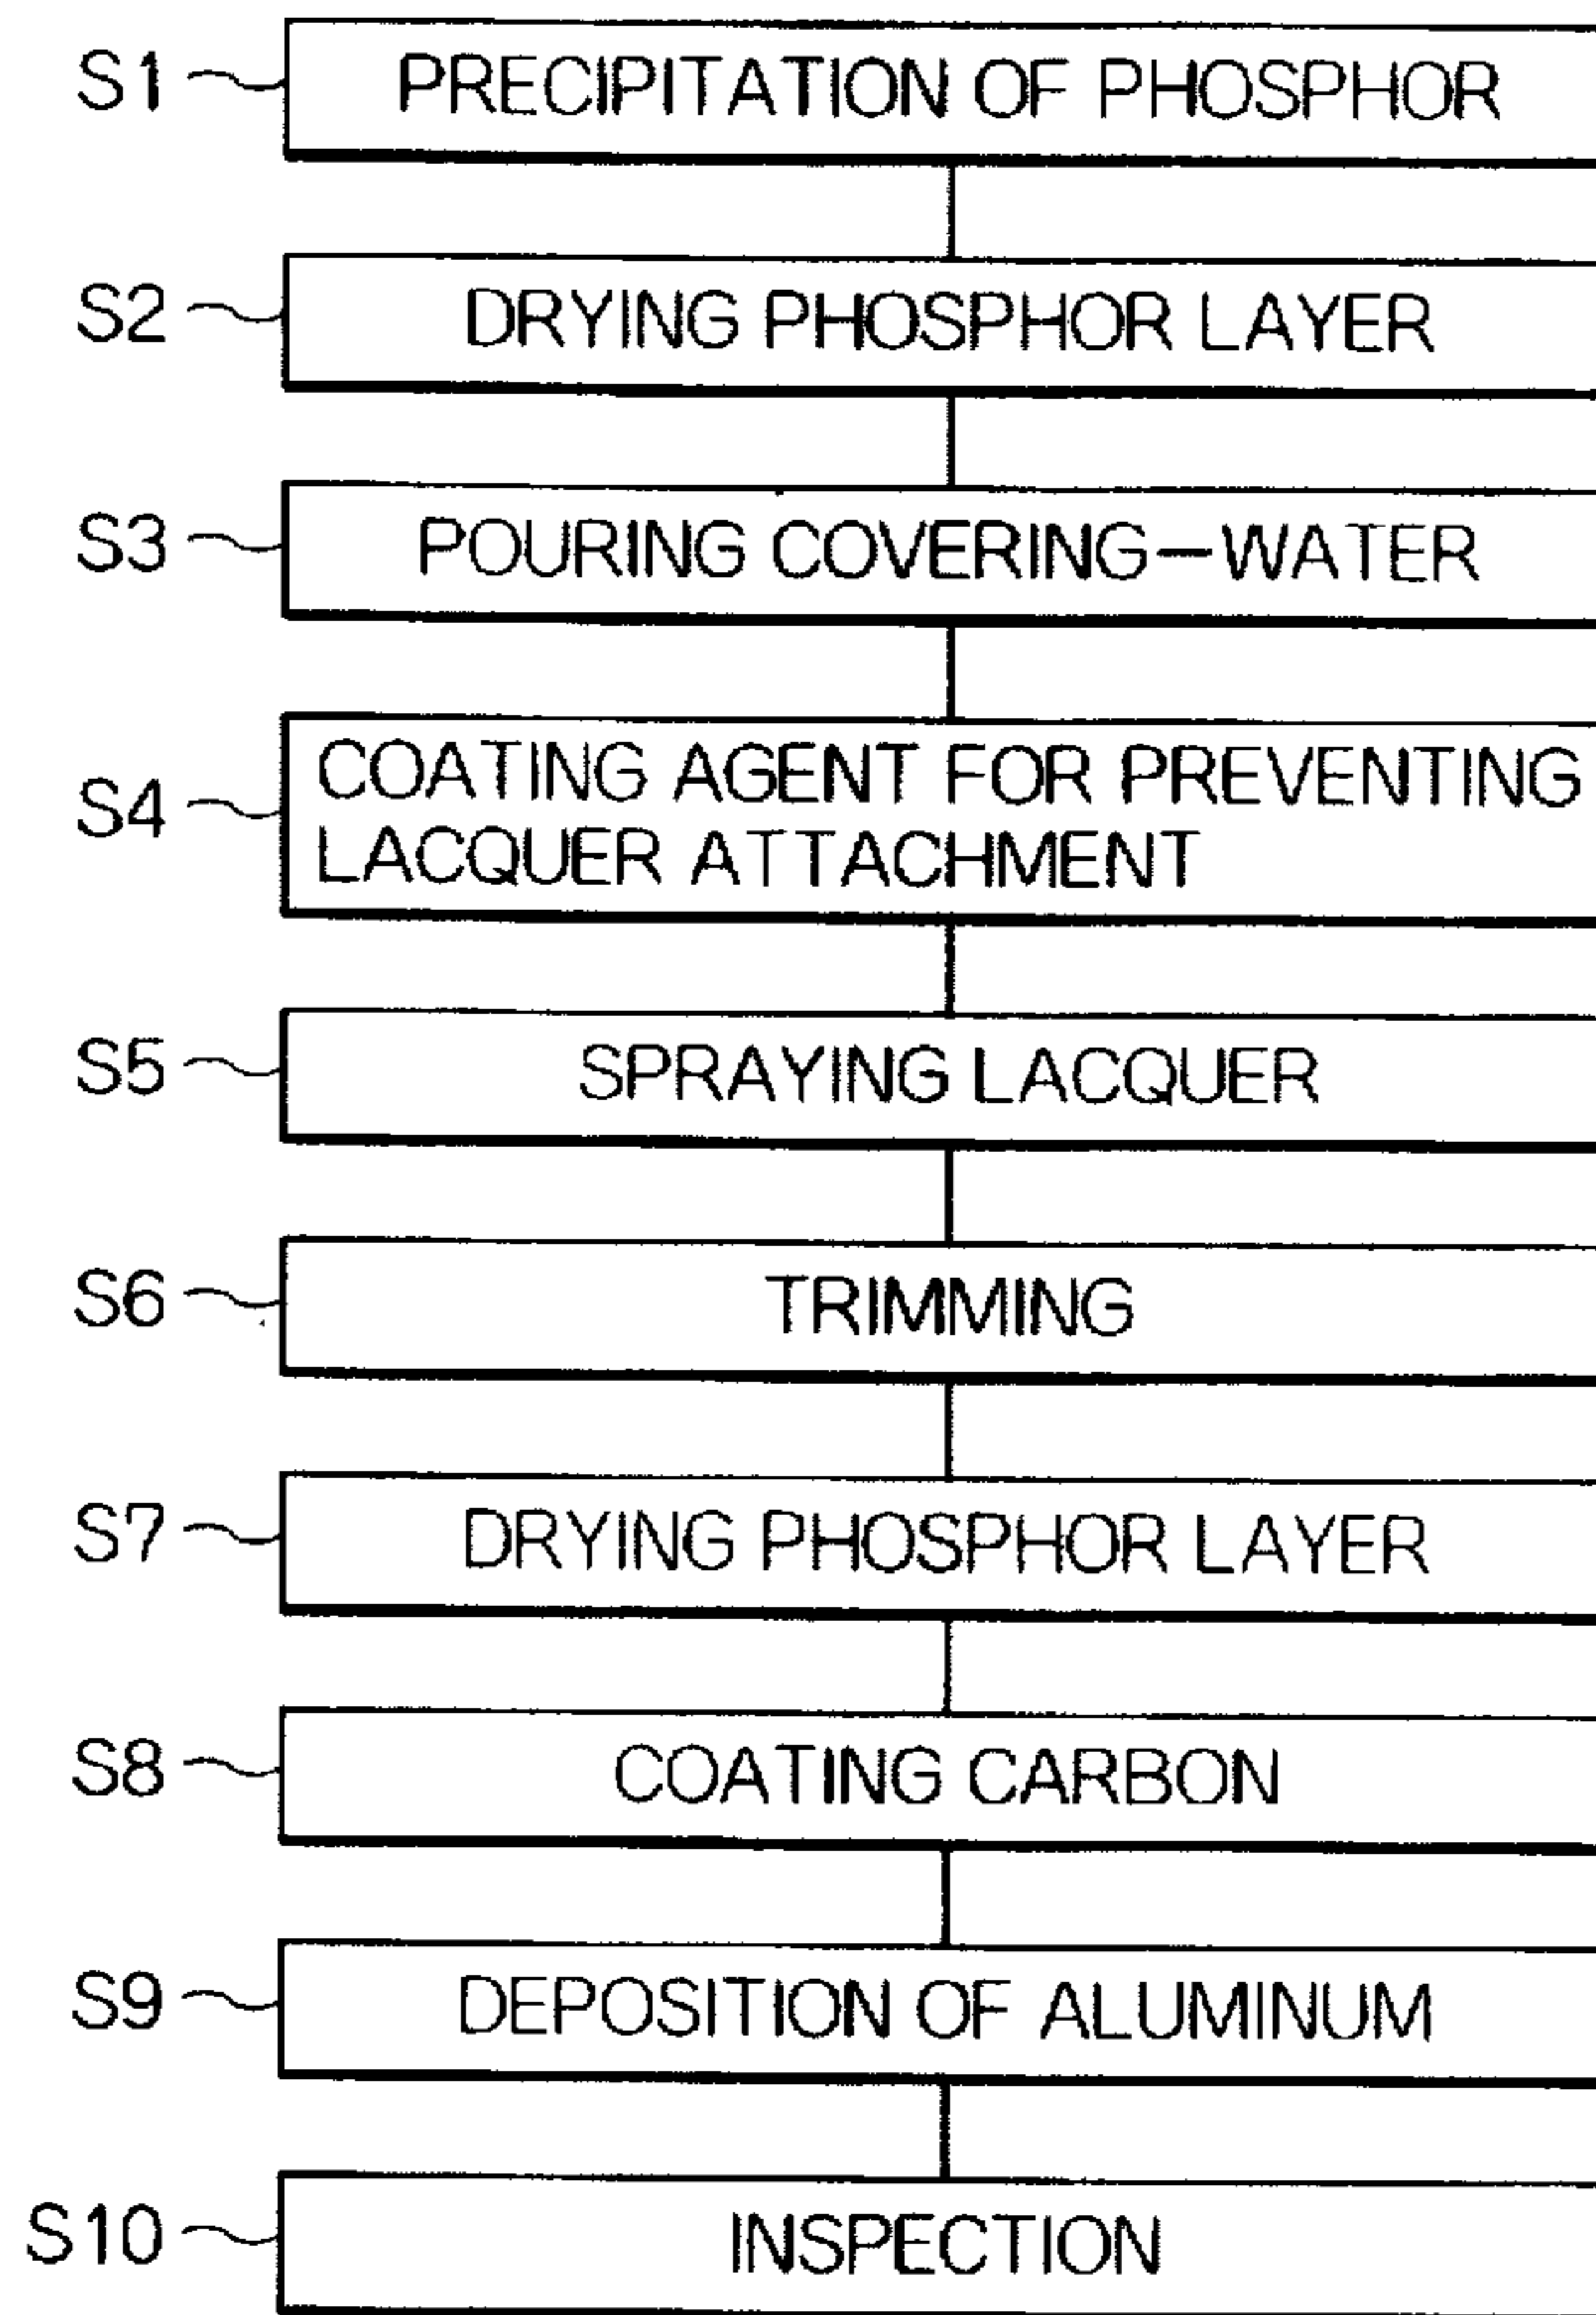 S1 PRECIPITATION OF PHOSPHOR
S2 DRYING PHOSPHOR LAYER
S3 POURING COVERING-WATER
S4 COATING AGENT FOR PREVENTING
LACQUER ATTACHMENT
S5 SPRAYING LACQUER
S6 TRIMMING
S7 DRYING PHOSPHOR LAYER
S8 COATING CARBON
S9 DEPOSITION OF ALUMINUM
S10 INSPECTION